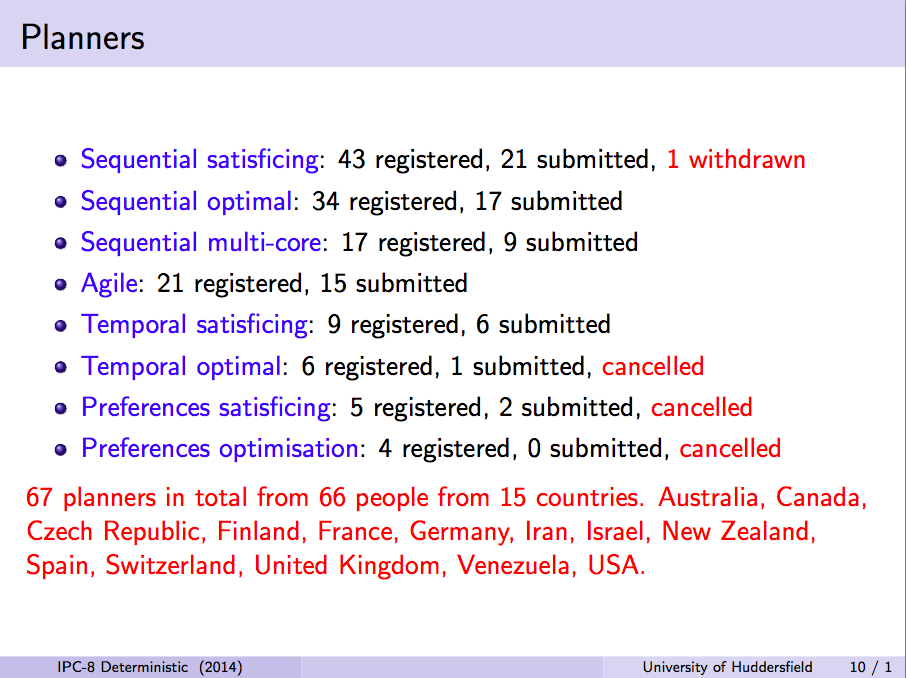 Planners
Sequential satisficing: 43 registered, 21 submitted, 1 withdrawn
Sequential optimal: 34 registered, 17 submitted
Sequential multi-core: 17 registered, 9 submitted
Agile: 21 registered, 15 submitted
Temporal satisficing: 9 registered, 6 submitted
Temporal optimal: 6 registered, 1 submitted, cancelled
Preferences satisficing: 5 registered, 2 submitted, cancelled
Preferences optimisation: 4 registered, 0 submitted, cancelled
67 planners in total from 66 people from 15 countries. Australia, Canada,
Czech Republic, Finland, France, Germany, Iran, Israel, New Zealand,
Spain, Switzerland, United Kingdom, Venezuela, USA.
IPC-8 Deterministic (2014) University of Huddersfield 10 / 1